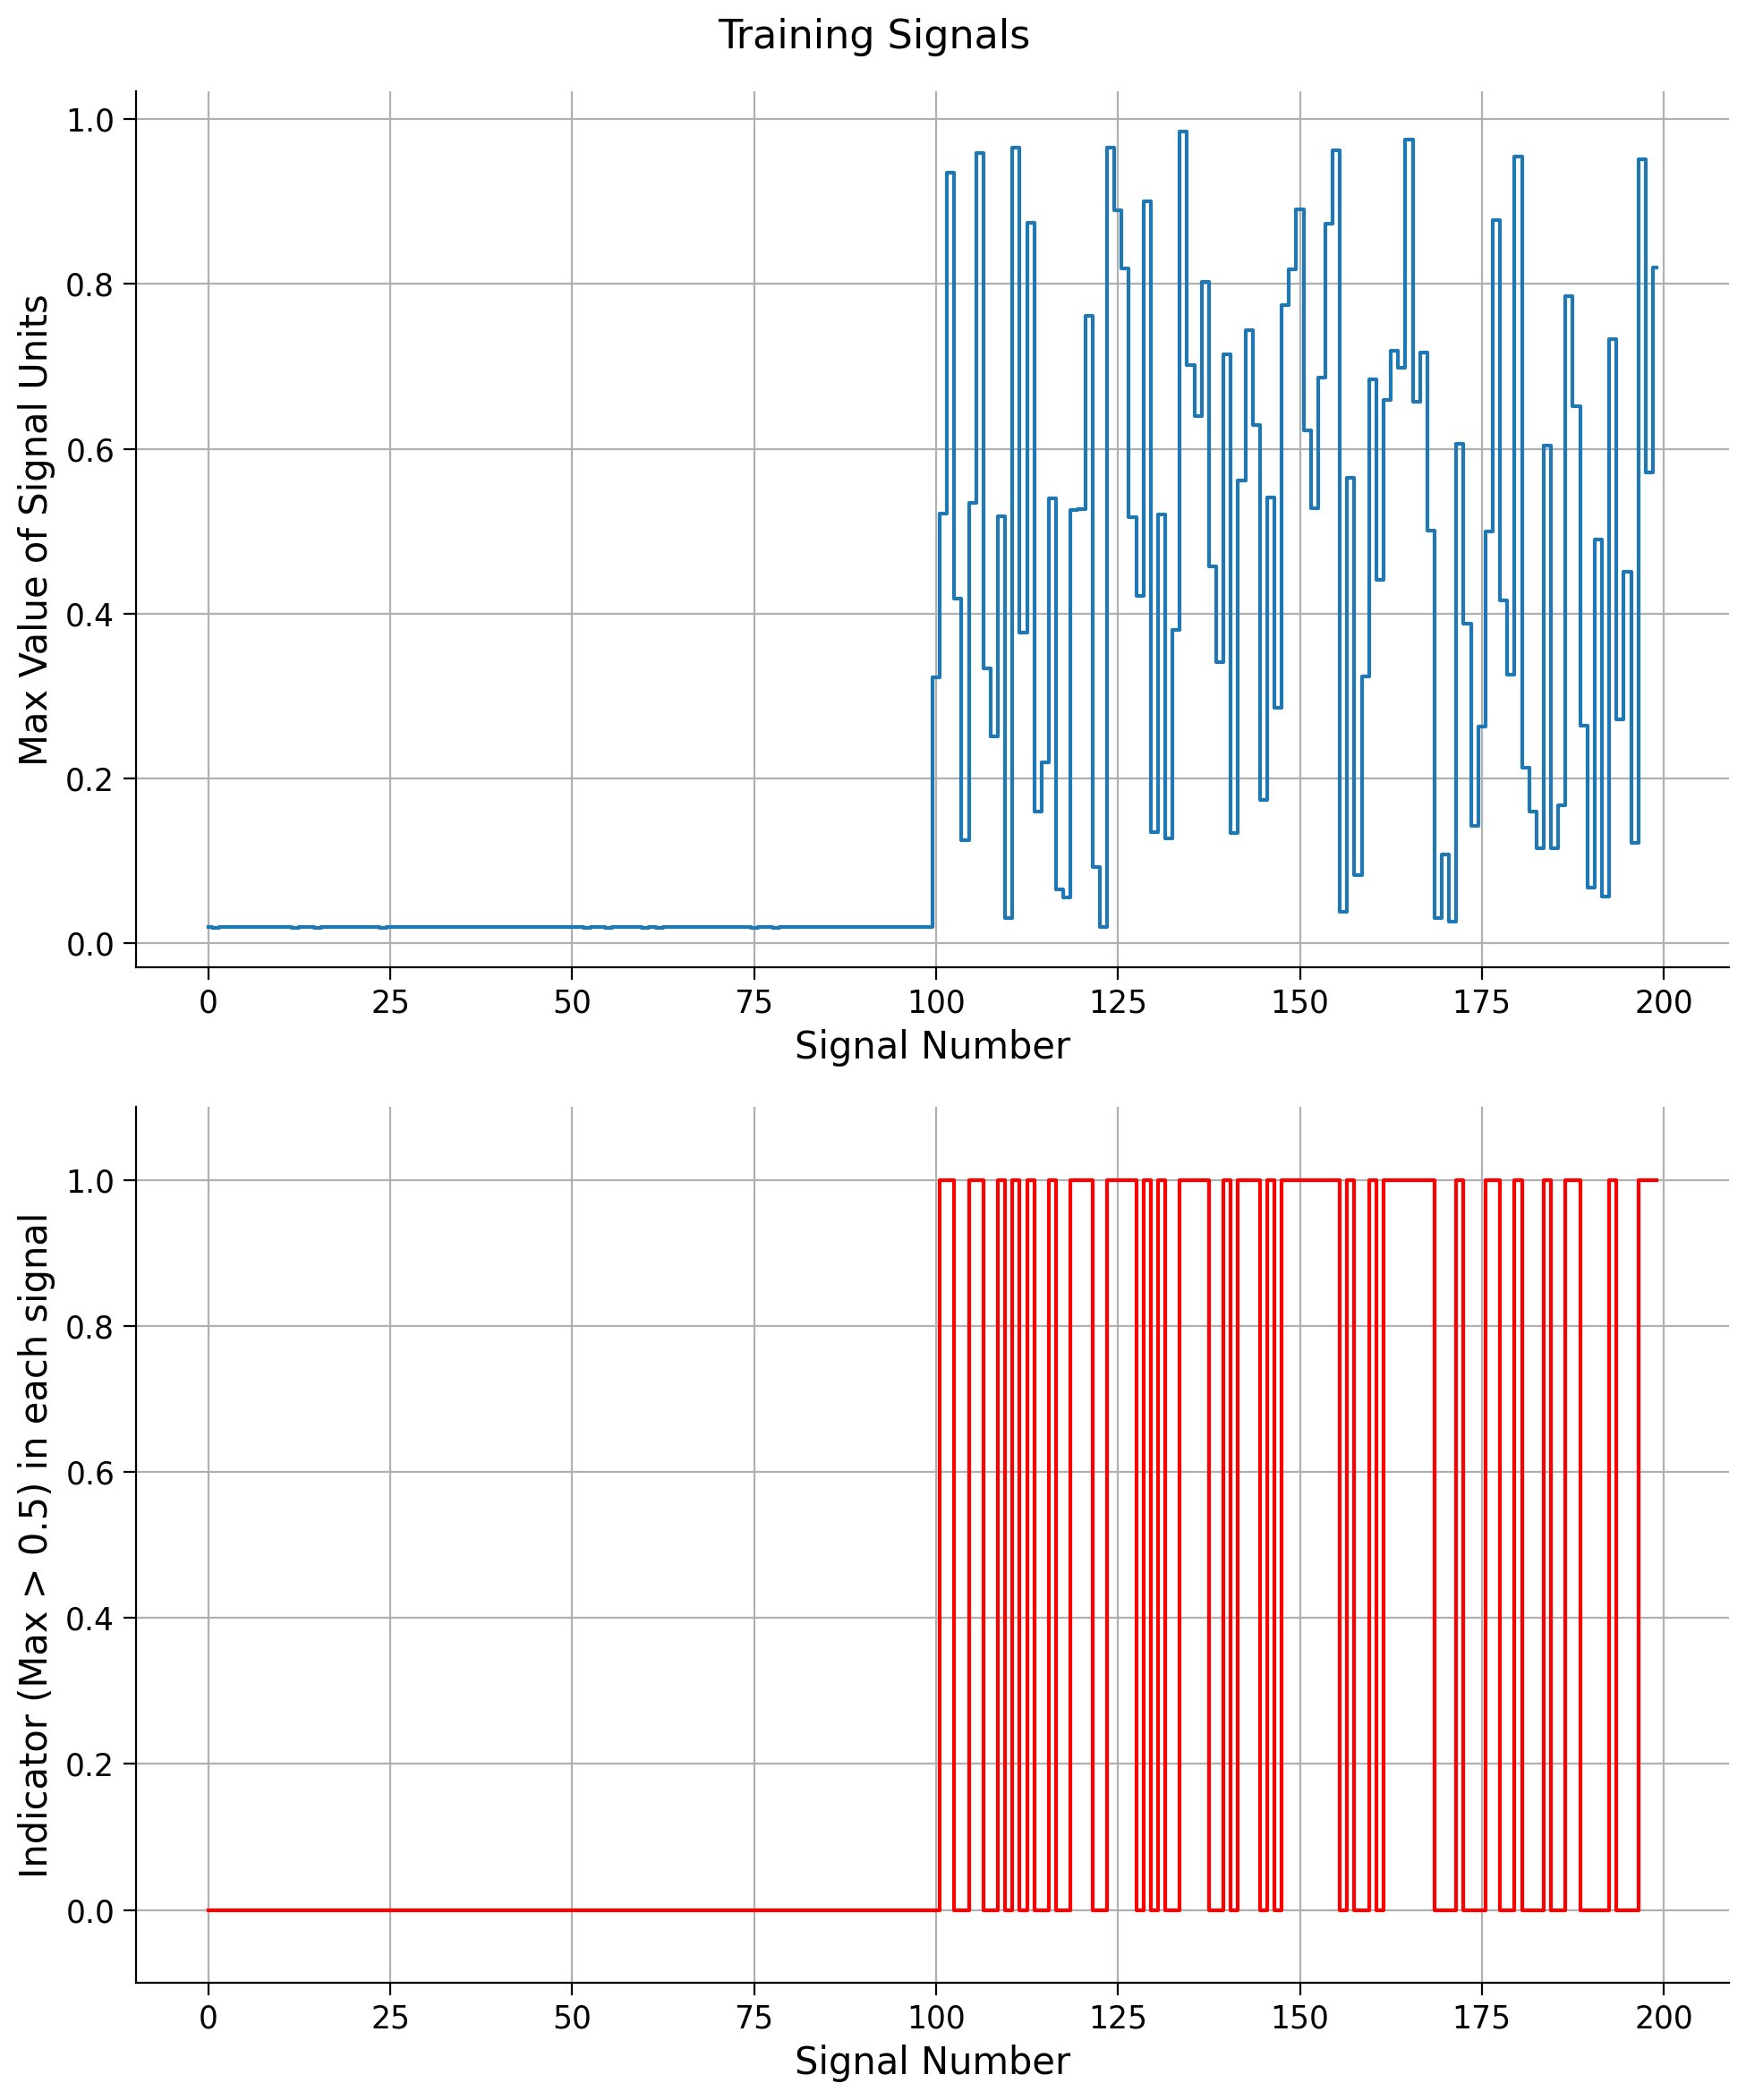 Training Signals
Max Value of Signal Units
1.0
0.8
0.6
0.4
0.2
0.0
0 25 50 75 100 125 150 175 200
Signal Number
Indicator (Max > 0.5) in each signal
1.0
0.8
0.6
0.4
0.2
0.0
0 25 50 75 100 125 150 175 200
Signal Number